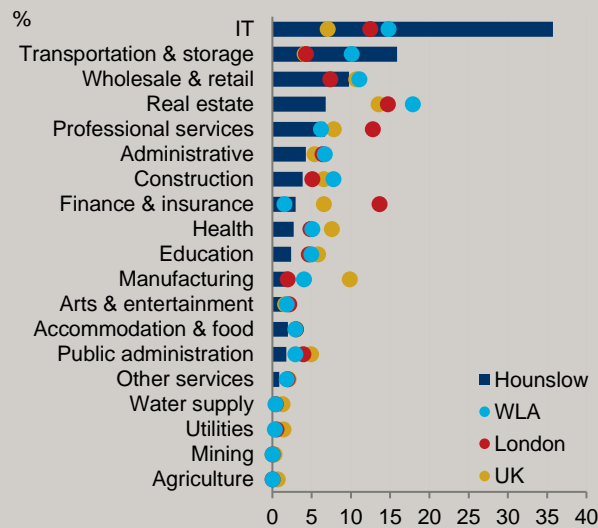 %
IT
Transportation & storage
Wholesale & retail
Real estate
Professional services
Administrative
Construction
Finance & insurance
Health
Education
Manufacturing
Arts & entertainment
Accommodation & food
Public administration
Other services
Water supply
Utilities
Mining
Agriculture
Hounslow
WLA
London
UK
0 5 10 15 20 25 30 35 40